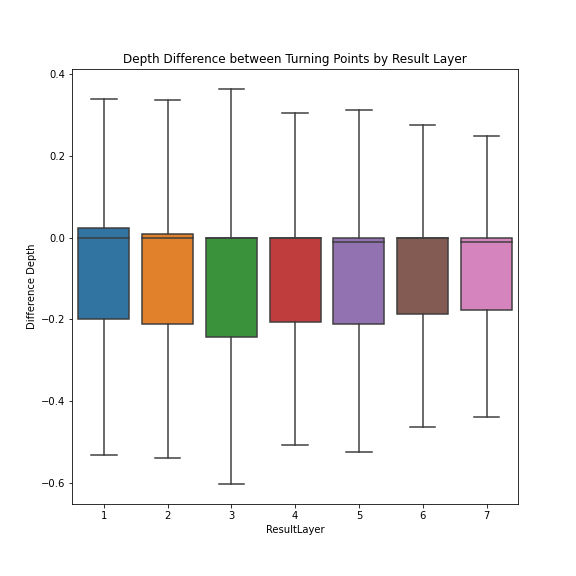 Depth Difference between Turning Points by Result Layer
0.4
0.2
0.0
−0.2
−0.4
−0.6
Difference Depth
1 2 3 4 5 6 7
ResultLayer